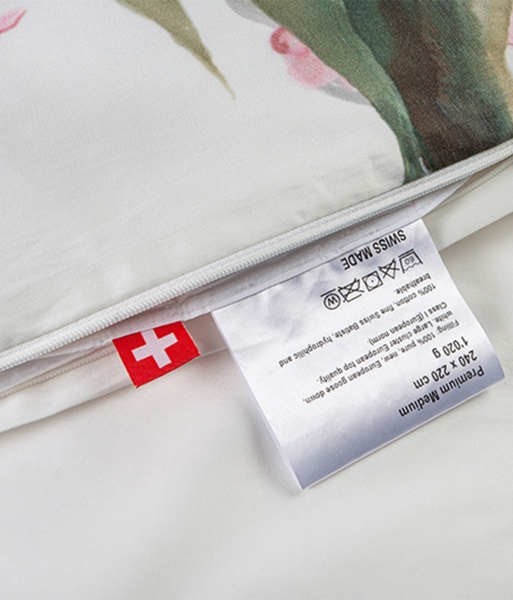 Premium Medium
240 x 220 cm
1'020 g
Filling: 100% pure, new, European goose down,
white. Large cluster European top quality.
Class I (European norm).
100% cotton, fine Swiss Batiste, hydrophilic and
breathable.
60
SWISS MADE